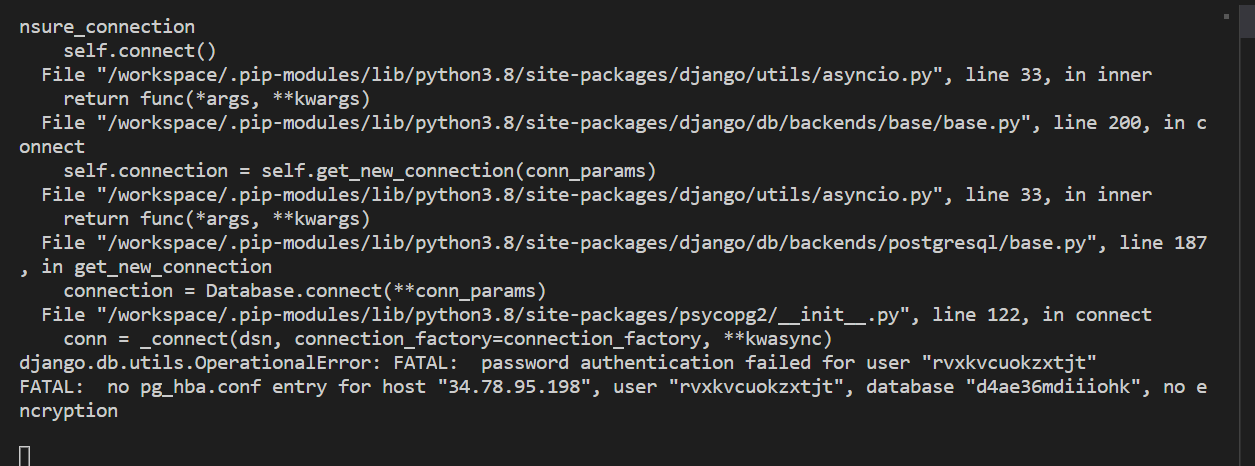 nsure_connection
    self.connect()
  File "/workspace/.pip-modules/lib/python3.8/site-packages/django/utils/asyncio.py", line 33, in inner
    return func(*args, **kwargs)
  File "/workspace/.pip-modules/lib/python3.8/site-packages/django/db/backends/base/base.py", line 200, in c
onnect
    self.connection = self.get_new_connection(conn_params)
  File "/workspace/.pip-modules/lib/python3.8/site-packages/django/utils/asyncio.py", line 33, in inner
    return func(*args, **kwargs)
  File "/workspace/.pip-modules/lib/python3.8/site-packages/django/db/backends/postgresql/base.py", line 187
, in get_new_connection
    connection = Database.connect(**conn_params)
  File "/workspace/.pip-modules/lib/python3.8/site-packages/psycopg2/__init__.py", line 122, in connect
    conn = _connect(dsn, connection_factory=connection_factory, **kwasync)
django.db.utils.OperationalError: FATAL:  password authentication failed for user "rvxkvcuokzxtjt"
FATAL:  no pg_hba.conf entry for host "34.78.95.198", user "rvxkvcuokzxtjt", database "d4ae36mdiiiohk", no e
ncryption